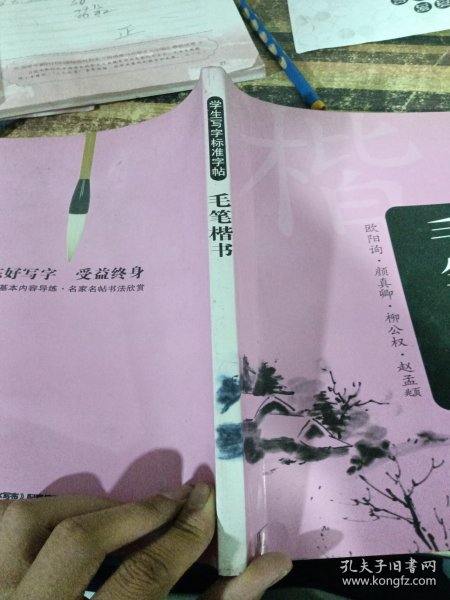 学生写字标准字帖
毛笔楷书
楷
欧阳询·颜真卿·柳公权·赵孟頫
好写字 受益终身
基本内容导练·名家名帖书法欣赏
正
孔夫子旧书网
www.kongfz.com